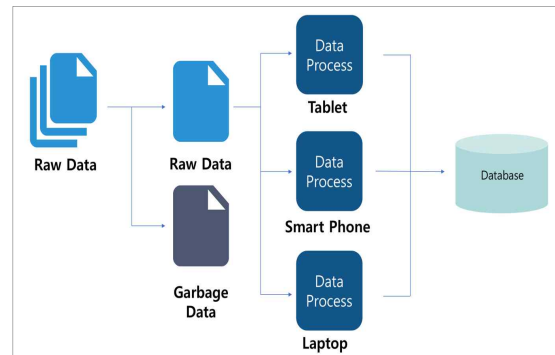 Raw Data
Raw Data
Garbage
Data
Data
Process
Tablet
Data
Process
Smart Phone
Data
Process
Laptop
Database